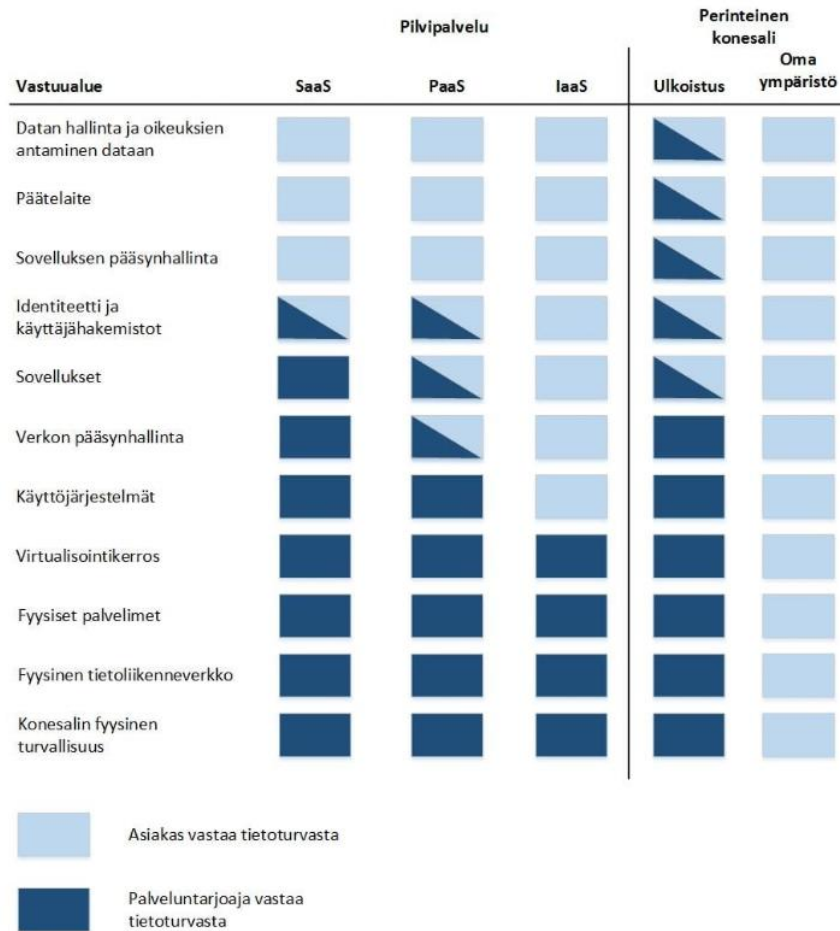 Pilvipalvelu
Perinteinen
konesali
Vastuualue
SaaS
PaaS
IaaS
Ulkoistus
Oma
ympäristö
Datan hallinta ja oikeuksien
antaminen dataan
Päätelaite
Sovelluksen pääsynhallinta
Identiteetti ja
käyttäjähakemistot
Sovellukset
Verkon pääsynhallinta
Käyttöjärjestelmät
Virtualisointikerros
Fyysiset palvelimet
Fyysinen tietoliikenneverkko
Konesalin fyysinen
turvallisuus
Asiakas vastaa tietoturvasta
Palveluntarjoaja vastaa
tietoturvasta